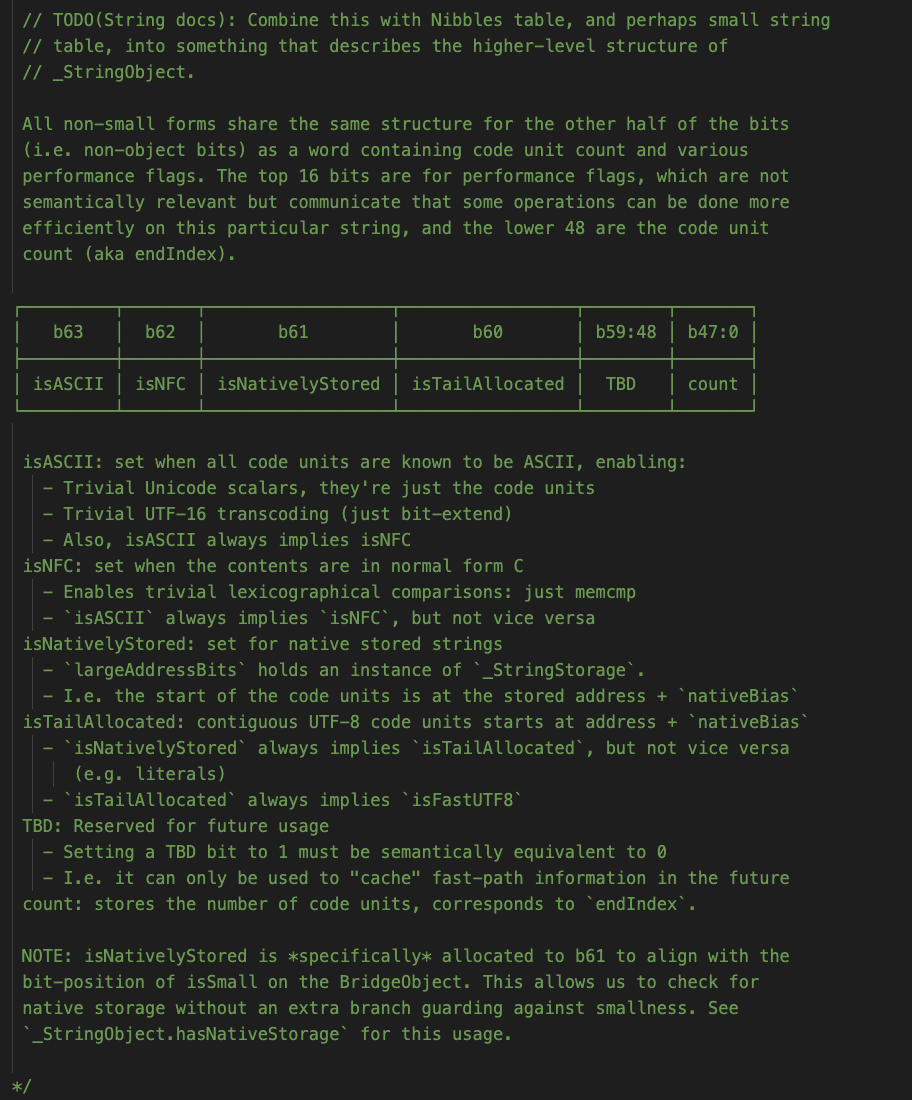 // TODO(String docs): Combine this with Nibbles table, and perhaps small string
// table, into something that describes the higher-level structure of
// _StringObject.
All non-small forms share the same structure for the other half of the bits
(i.e. non-object bits) as a word containing code unit count and various
performance flags. The top 16 bits are for performance flags, which are not
semantically relevant but communicate that some operations can be done more
efficiently on this particular string, and the lower 48 are the code unit
count (aka endIndex).
b63 b62 b61 b60 b59:48 b47:0
isASCII isNFC isNativelyStored isTailAllocated TBD count
isASCII: set when all code units are known to be ASCII, enabling:
- Trivial Unicode scalars, they're just the code units
- Trivial UTF-16 transcoding (just bit-extend)
- Also, isASCII always implies isNFC
isNFC: set when the contents are in normal form C
- Enables trivial lexicographical comparisons: just memcmp
- `isASCII` always implies `isNFC`, but not vice versa
isNativelyStored: set for native stored strings
- `largeAddressBits` holds an instance of `_StringStorage`.
- I.e. the start of the code units is at the stored address + `nativeBias`
isTailAllocated: contiguous UTF-8 code units starts at address + `nativeBias`
- `isNativelyStored` always implies `isTailAllocated`, but not vice versa
(e.g. literals)
- `isTailAllocated` always implies `isFastUTF8`
TBD: Reserved for future usage
- Setting a TBD bit to 1 must be semantically equivalent to 0
- I.e. it can only be used to "cache" fast-path information in the future
count: stores the number of code units, corresponds to `endIndex`.
NOTE: isNativelyStored is *specifically* allocated to b61 to align with the
bit-position of isSmall on the BridgeObject. This allows us to check for
native storage without an extra branch guarding against smallness. See
`_StringObject.hasNativeStorage` for this usage.
*/